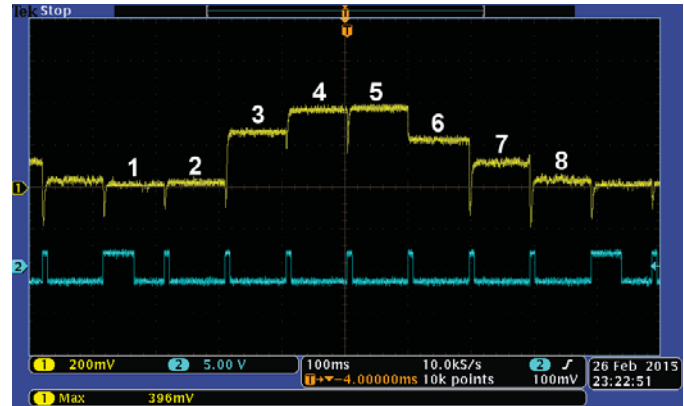 Tek Stop
T
T
4 5
3
6
7
1 2 8
1
2
1 200mV 2 5.00 V 100ms 10.0kS/s 2 ∫ 26 Feb 2015
T→▼−4.00000ms 10k points 100mV 23:22:51
1 Max 396mV